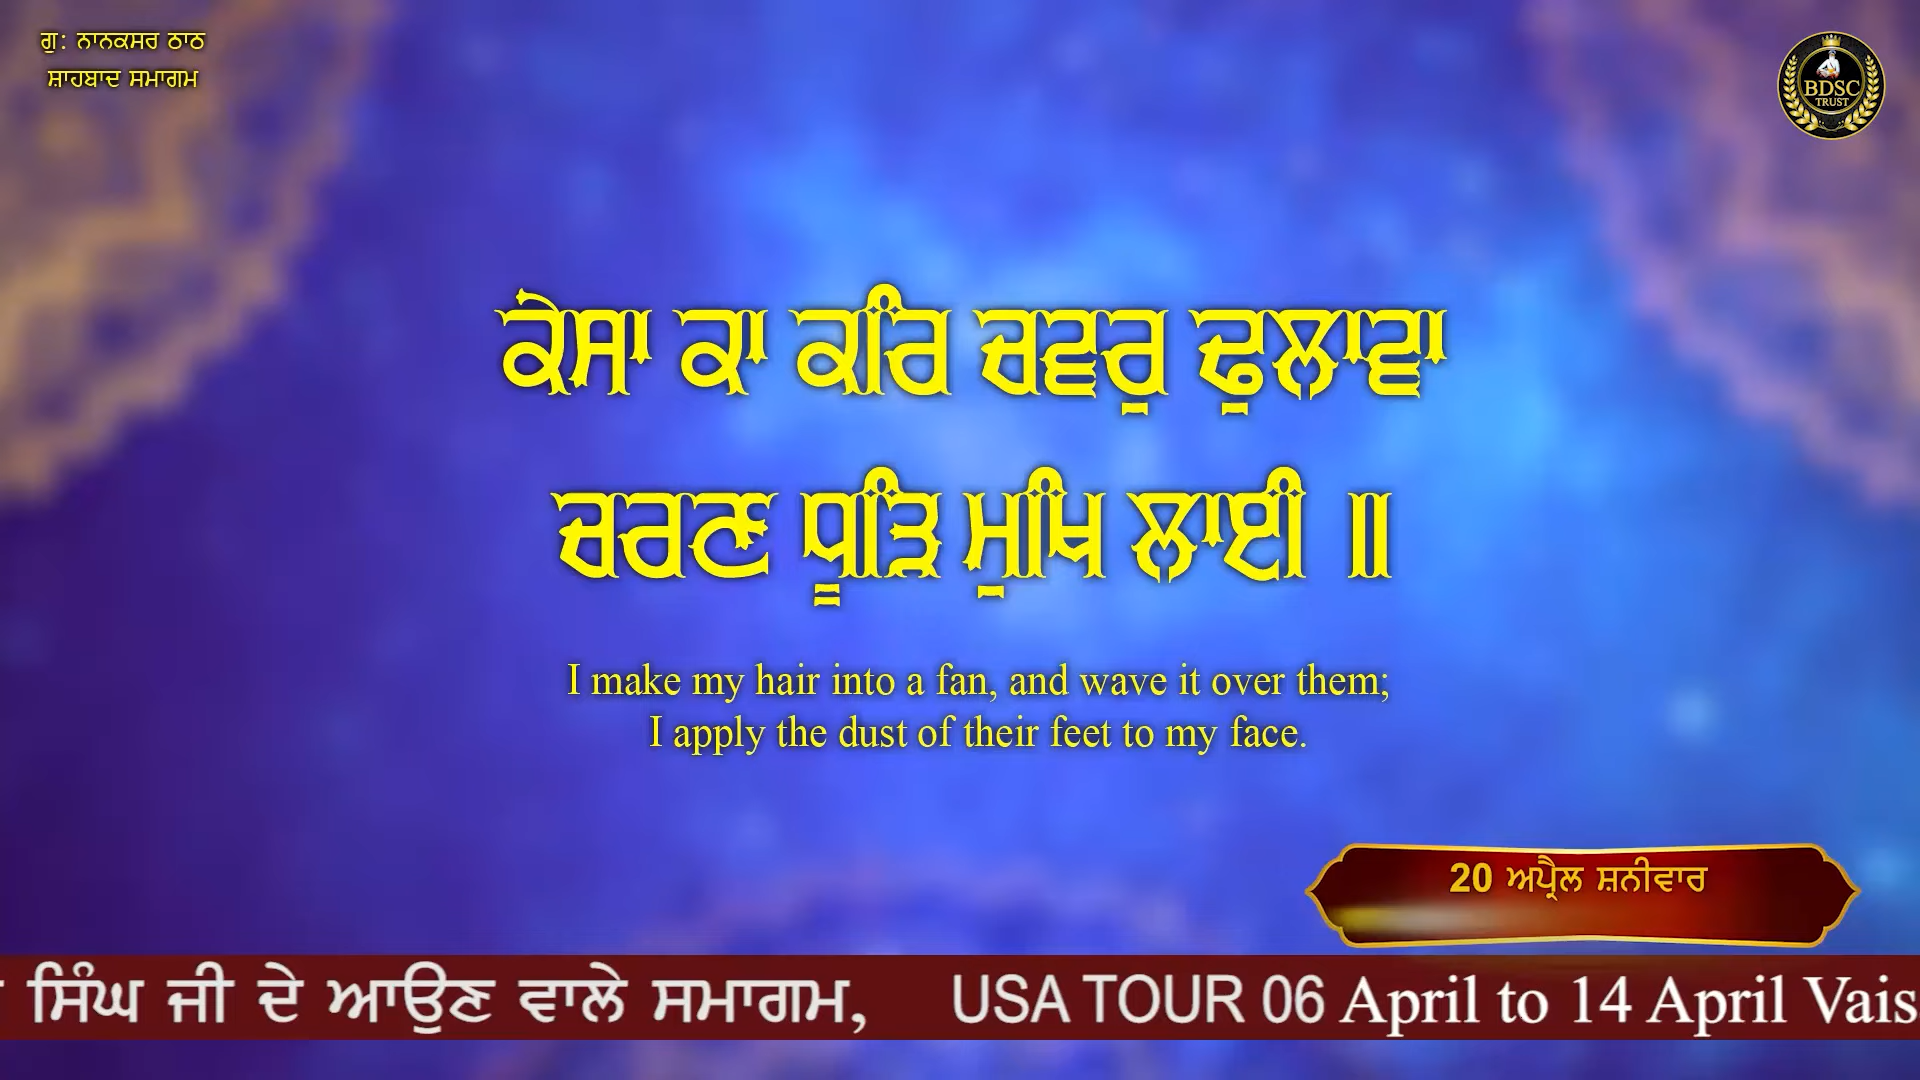 ਗੁ: ਨਾਨਕਸਰ ਠਾਠ
ਸ਼ਾਹਬਾਦ ਸਮਾਗਮ
BDSC
TRUST
ਕੇਸਾ ਕਾ ਕਰਿ ਚਵਰੁ ਢੁਲਾਵਾ
ਚਰਣ ਧੂੜਿ ਮੁਖਿ ਲਾਈ ॥
I make my hair into a fan, and wave it over them;
I apply the dust of their feet to my face.
20 ਅਪ੍ਰੈਲ ਸ਼ਨੀਵਾਰ
ਸਿੰਘ ਜੀ ਦੇ ਆਉਣ ਵਾਲੇ ਸਮਾਗਮ, USA TOUR 06 April to 14 April Vais